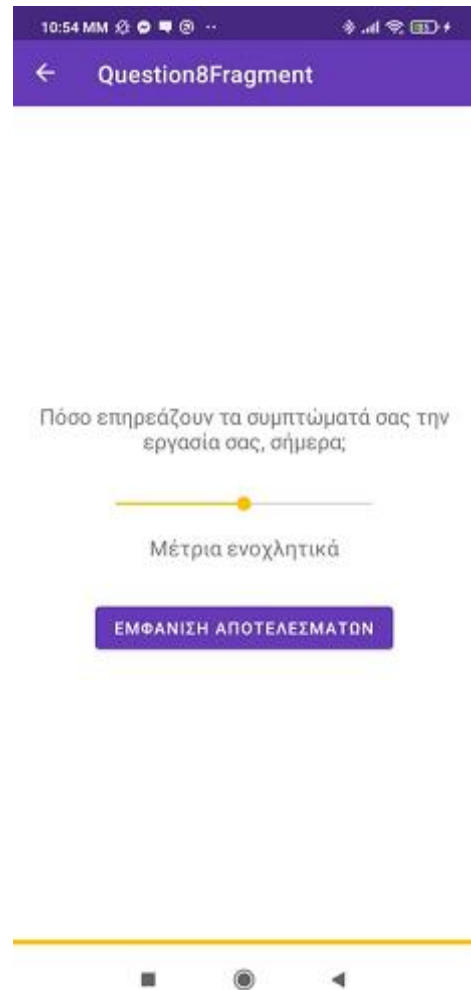 10:54 MM
Question8Fragment
Πόσο επηρεάζουν τα συμπτώματά σας την
εργασία σας, σήμερα;
Μέτρια ενοχλητικά
ΕΜΦΑΝΙΣΗ ΑΠΟΤΕΛΕΣΜΑΤΩΝ